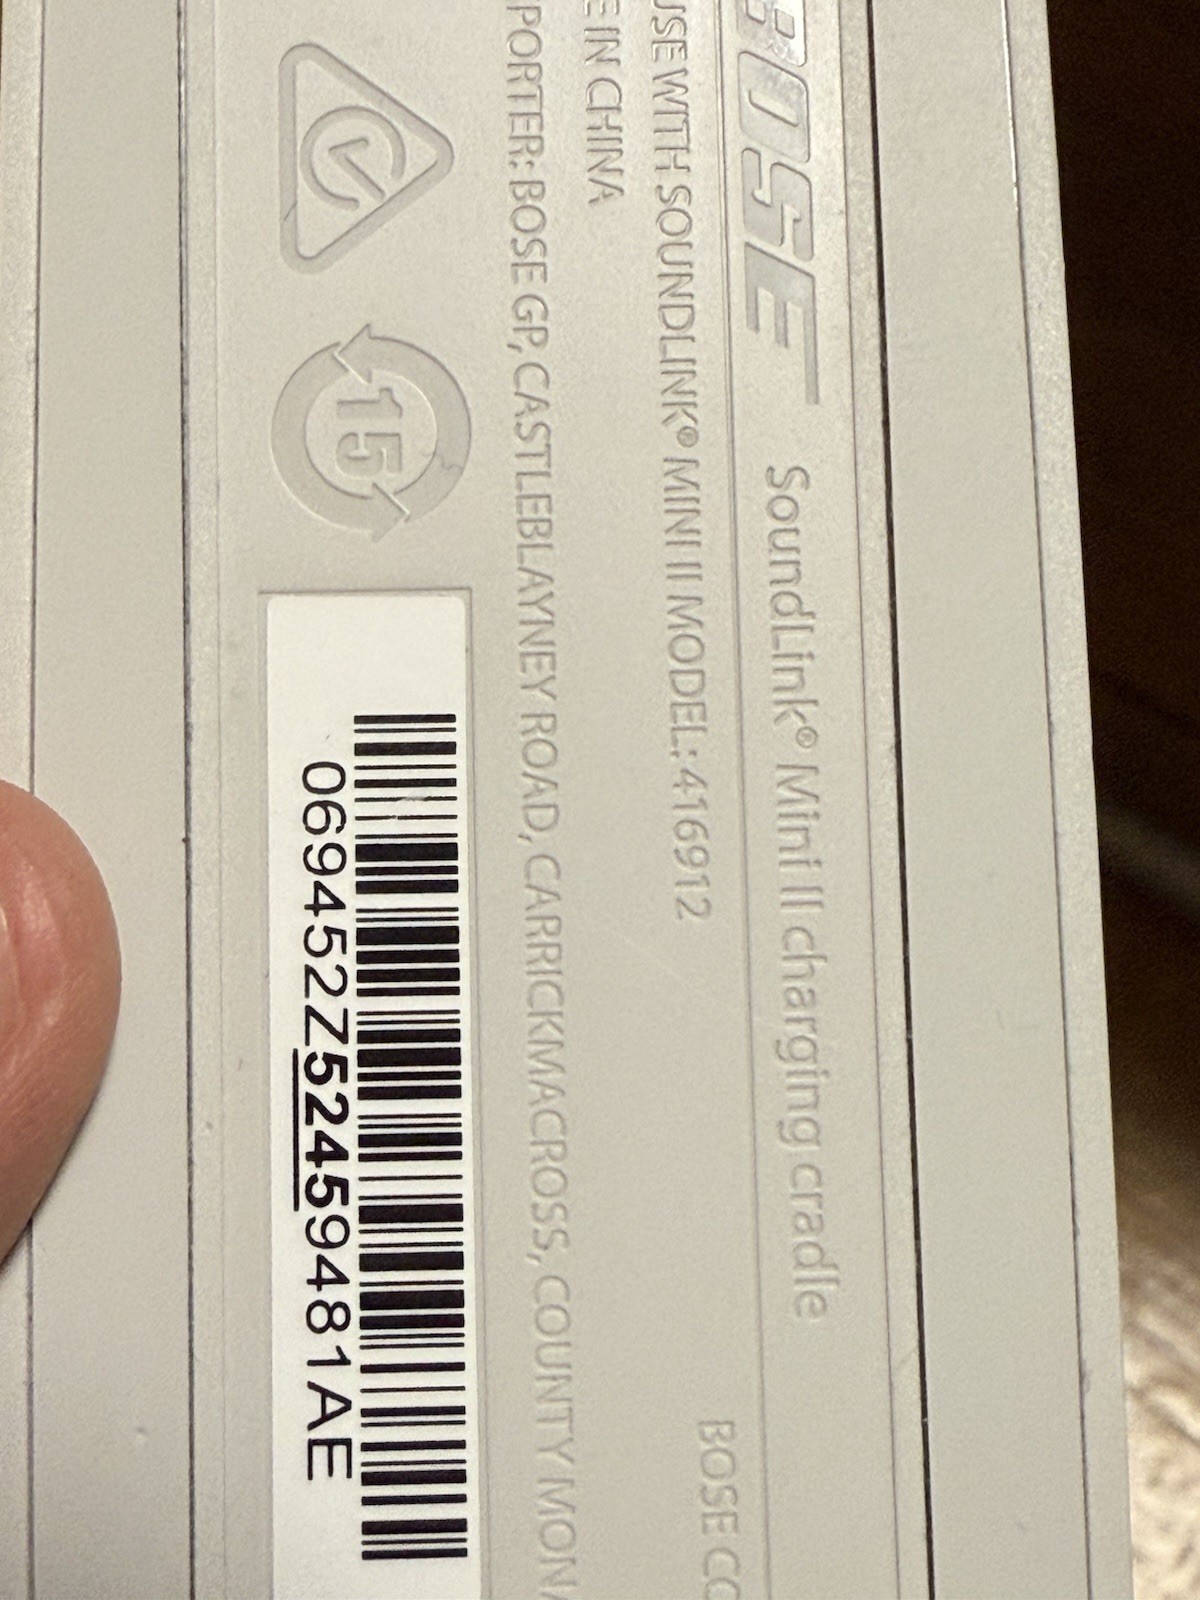 BOSE SoundLink® Mini II charging cradle
USE WITH SOUNDLINK® MINI II MODEL: 416912
BOSE CO
E IN CHINA
PORTER: BOSE GP, CASTLEBLAYNEY ROAD, CARRICKMACROSS, COUNTY MONA
15
069452Z52459481AE